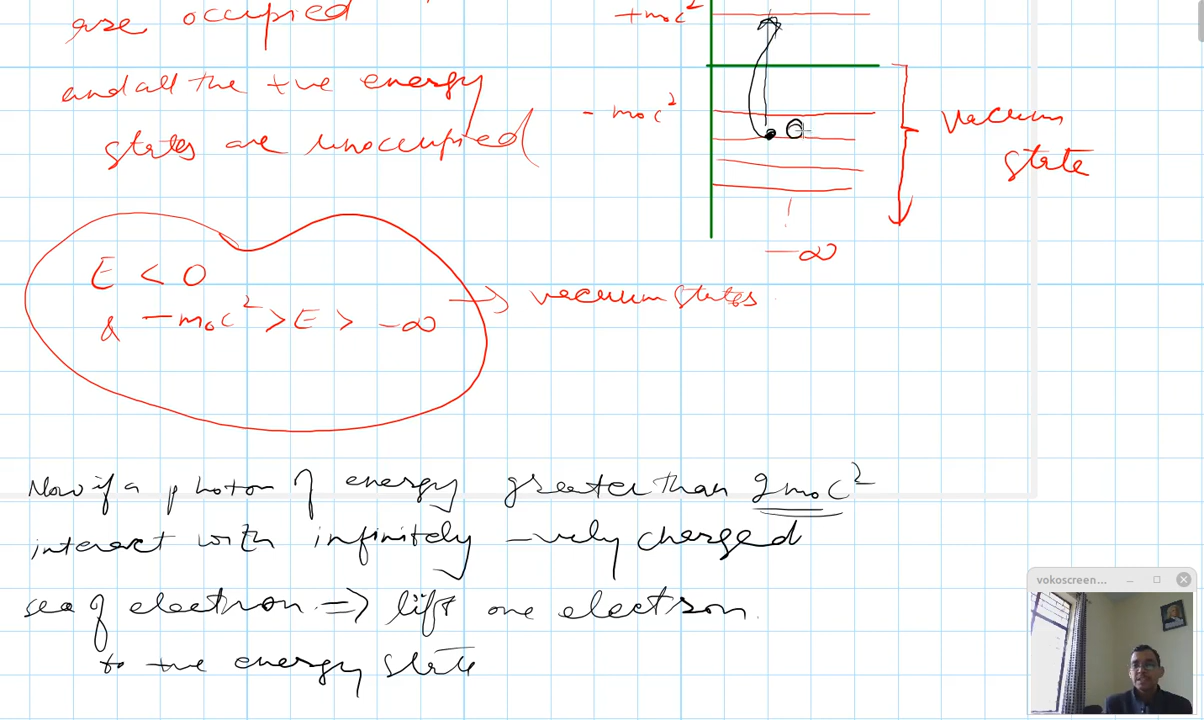 are occupied
and all the +ve energy
states are unoccupied
+m₀c²
- m₀c²
vacuum
state
-∞
E < 0
& -m₀c² > E > -∞
→ vacuum states
Now if a photon of energy greater than 2m₀c²
interact with infinitely -vely charged
sea of electron. => lift one electron
to +ve energy state
vokoscreen...